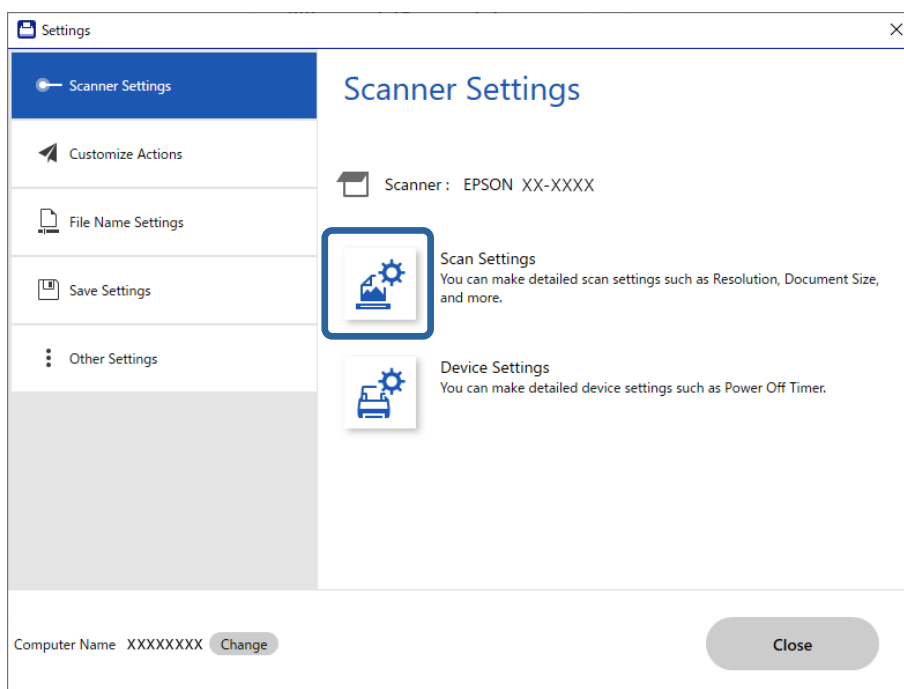 Settings
Scanner Settings
Customize Actions
File Name Settings
Save Settings
Other Settings
Scanner Settings
Scanner : EPSON XX-XXXX
Scan Settings
You can make detailed scan settings such as Resolution, Document Size,
and more.
Device Settings
You can make detailed device settings such as Power Off Timer.
Computer Name XXXXXXXX Change
Close